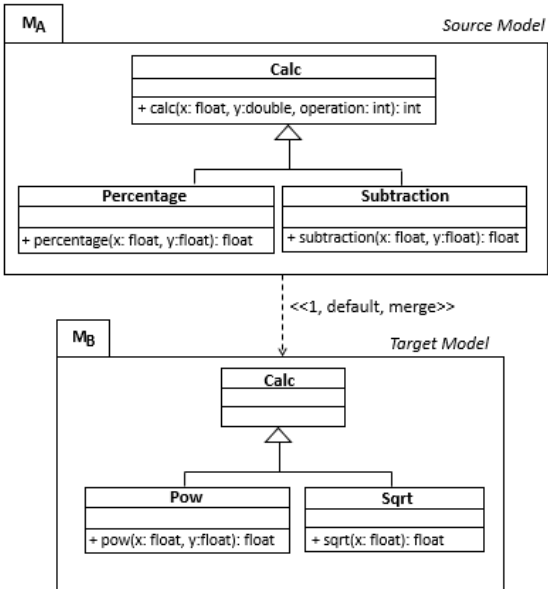 MA
Source Model
Calc
+ calc(x: float, y:double, operation: int): int
Percentage
+ percentage(x: float, y:float): float
Subtraction
+ subtraction(x: float, y:float): float
<<1, default, merge>>
MB
Target Model
Calc
Pow
+ pow(x: float, y:float): float
Sqrt
+ sqrt(x: float): float